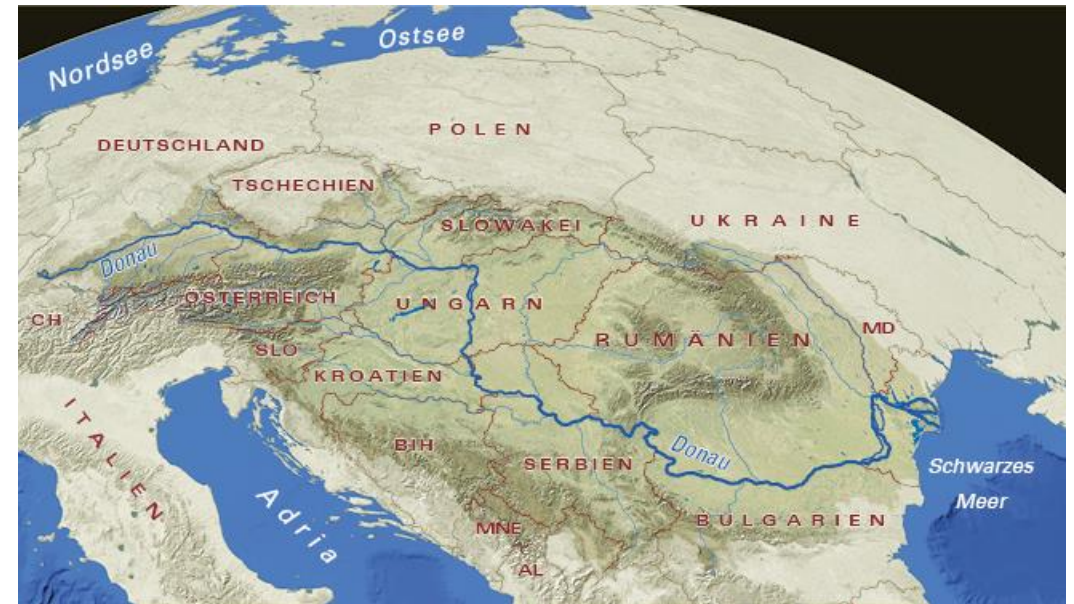 Nordsee
Ostsee
POLEN
DEUTSCHLAND
TSCHECHIEN
SLOWAKEI
UKRAINE
Donau
ÖSTERREICH
UNGARN
CH
RUMÄNIEN
MD
SLO
KROATIEN
ITALIEN
BIH
SERBIEN
Donau
Schwarzes
Meer
Adria
MNE
BULGARIEN
AL